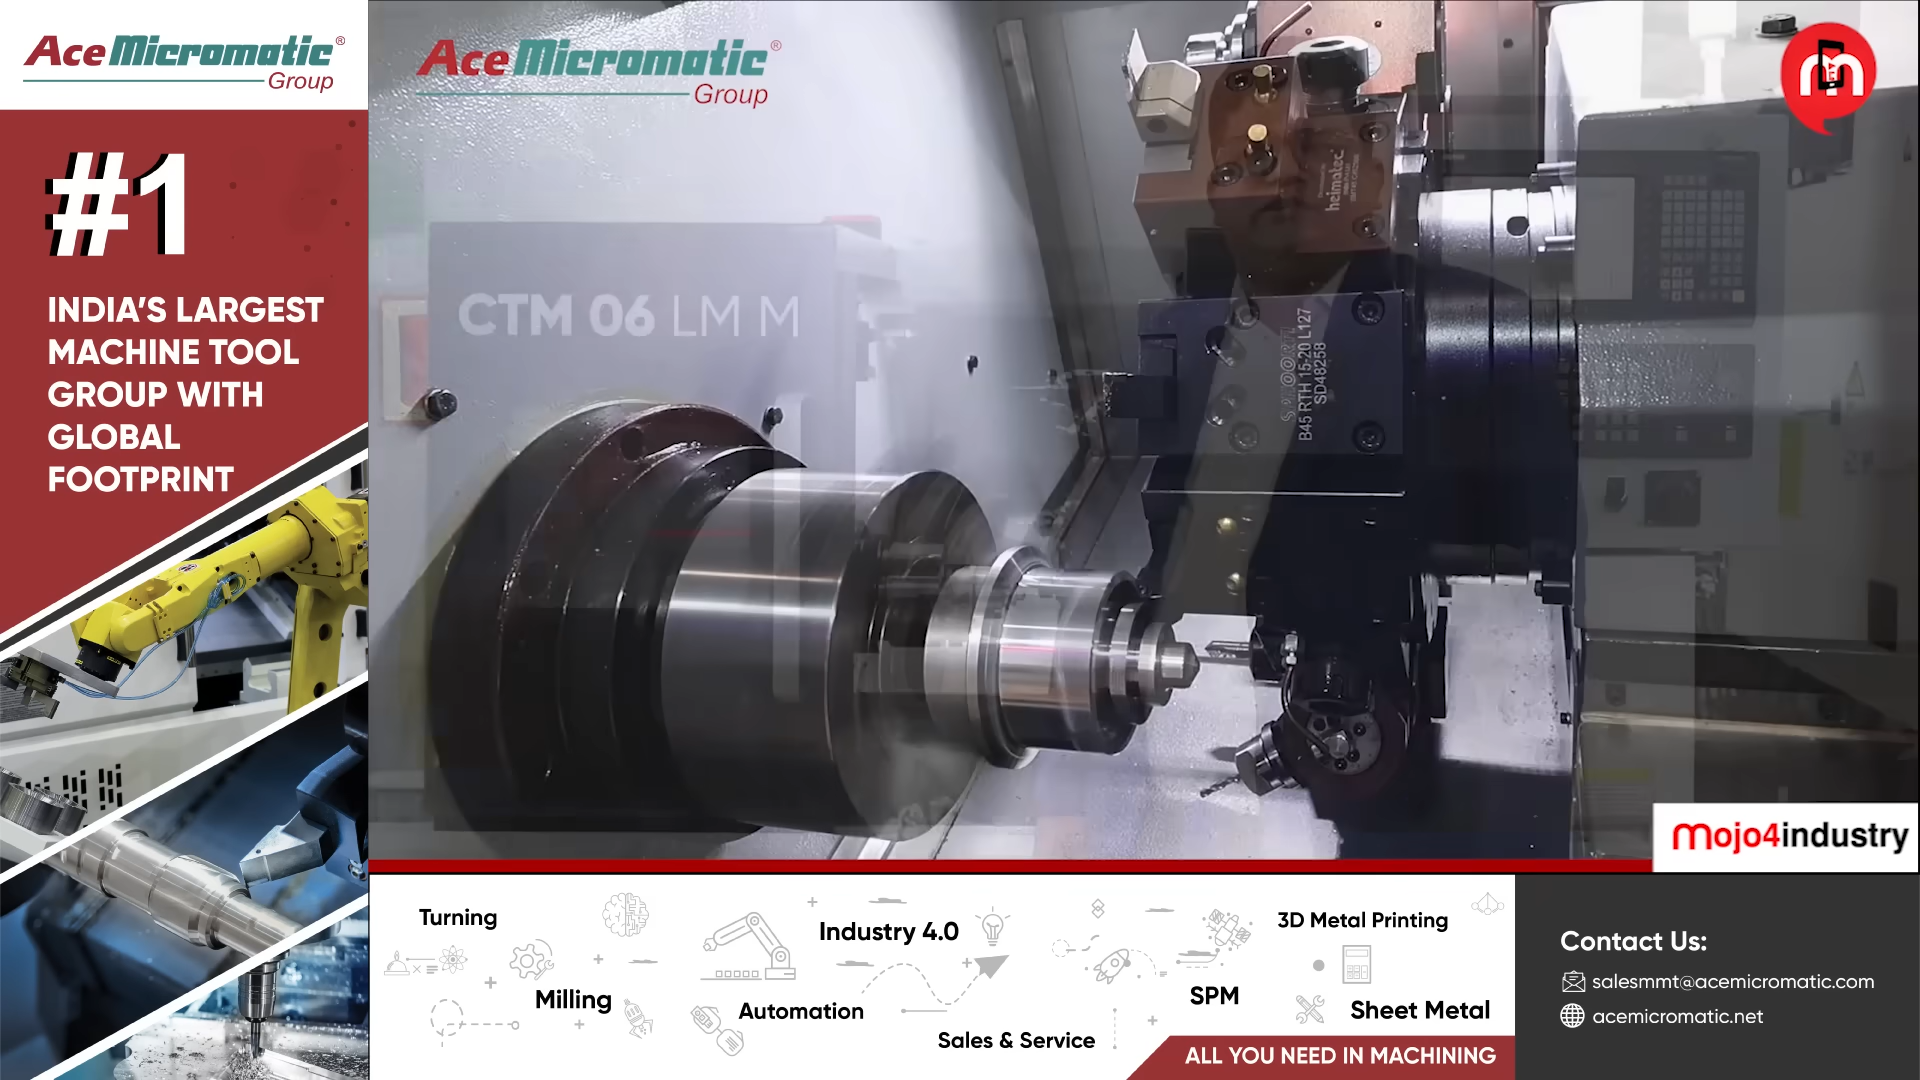 Ace Micromatic®
Group
#1
INDIA'S LARGEST
MACHINE TOOL
GROUP WITH
GLOBAL
FOOTPRINT
Ace Micromatic®
Group
CTM 06 LM M
heimatec.
B45 RTH 15-20 L127
SD48258
mojo4industry
Turning
Milling
Automation
Industry 4.0
Sales & Service
SPM
3D Metal Printing
Sheet Metal
ALL YOU NEED IN MACHINING
Contact Us:
salesmmt@acemicromatic.com
acemicromatic.net